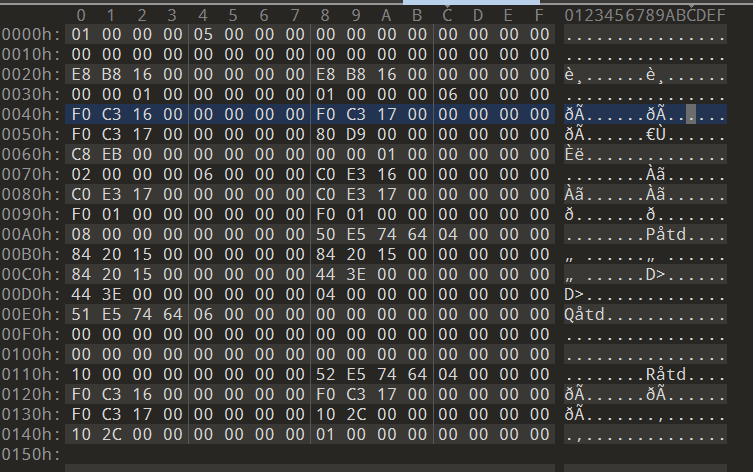 0 1 2 3 4 5 6 7 8 9 A B C D E F 0123456789ABCDEF
0000h: 01 00 00 00 05 00 00 00 00 00 00 00 00 00 00 00 ................
0010h: 00 00 00 00 00 00 00 00 00 00 00 00 00 00 00 00 ................
0020h: E8 B8 16 00 00 00 00 00 E8 B8 16 00 00 00 00 00 è¸......è¸......
0030h: 00 00 01 00 00 00 00 00 01 00 00 00 06 00 00 00 ................
0040h: F0 C3 16 00 00 00 00 00 F0 C3 17 00 00 00 00 00 ðÃ......ðÃ......
0050h: F0 C3 17 00 00 00 00 00 80 D9 00 00 00 00 00 00 ðÃ......€Ù......
0060h: C8 EB 00 00 00 00 00 00 00 00 01 00 00 00 00 00 Èë..............
0070h: 02 00 00 00 06 00 00 00 C0 E3 16 00 00 00 00 00 ........Àã......
0080h: C0 E3 17 00 00 00 00 00 C0 E3 17 00 00 00 00 00 Àã......Àã......
0090h: F0 01 00 00 00 00 00 00 F0 01 00 00 00 00 00 00 ð.......ð.......
00A0h: 08 00 00 00 00 00 00 00 50 E5 74 64 04 00 00 00 ........Påtd....
00B0h: 84 20 15 00 00 00 00 00 84 20 15 00 00 00 00 00 „ ......„ ......
00C0h: 84 20 15 00 00 00 00 00 44 3E 00 00 00 00 00 00 „ ......D>......
00D0h: 44 3E 00 00 00 00 00 00 04 00 00 00 00 00 00 00 D>..............
00E0h: 51 E5 74 64 06 00 00 00 00 00 00 00 00 00 00 00 Qåtd............
00F0h: 00 00 00 00 00 00 00 00 00 00 00 00 00 00 00 00 ................
0100h: 00 00 00 00 00 00 00 00 00 00 00 00 00 00 00 00 ................
0110h: 10 00 00 00 00 00 00 00 52 E5 74 64 04 00 00 00 ........Råtd....
0120h: F0 C3 16 00 00 00 00 00 F0 C3 17 00 00 00 00 00 ðÃ......ðÃ......
0130h: F0 C3 17 00 00 00 00 00 10 2C 00 00 00 00 00 00 ðÃ.......,......
0140h: 10 2C 00 00 00 00 00 00 01 00 00 00 00 00 00 00 .,..............
0150h: